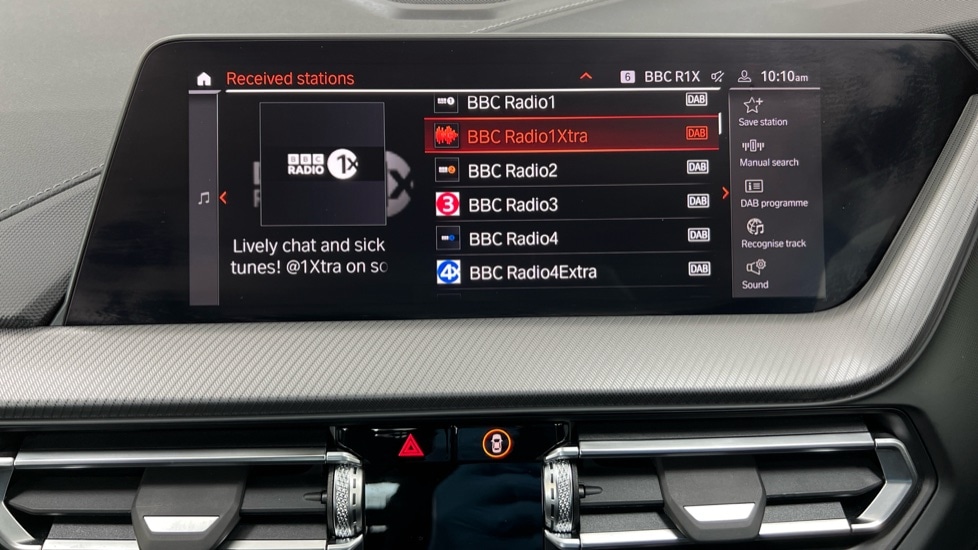 Received stations
6 BBC R1X
10:10am
BBC RADIO 1X
Lively chat and sick
tunes! @1Xtra on so
BBC Radio1 DAB
BBC Radio1Xtra DAB
BBC Radio2 DAB
3 BBC Radio3 DAB
BBC Radio4 DAB
4X BBC Radio4Extra DAB
Save station
Manual search
DAB programme
Recognise track
Sound